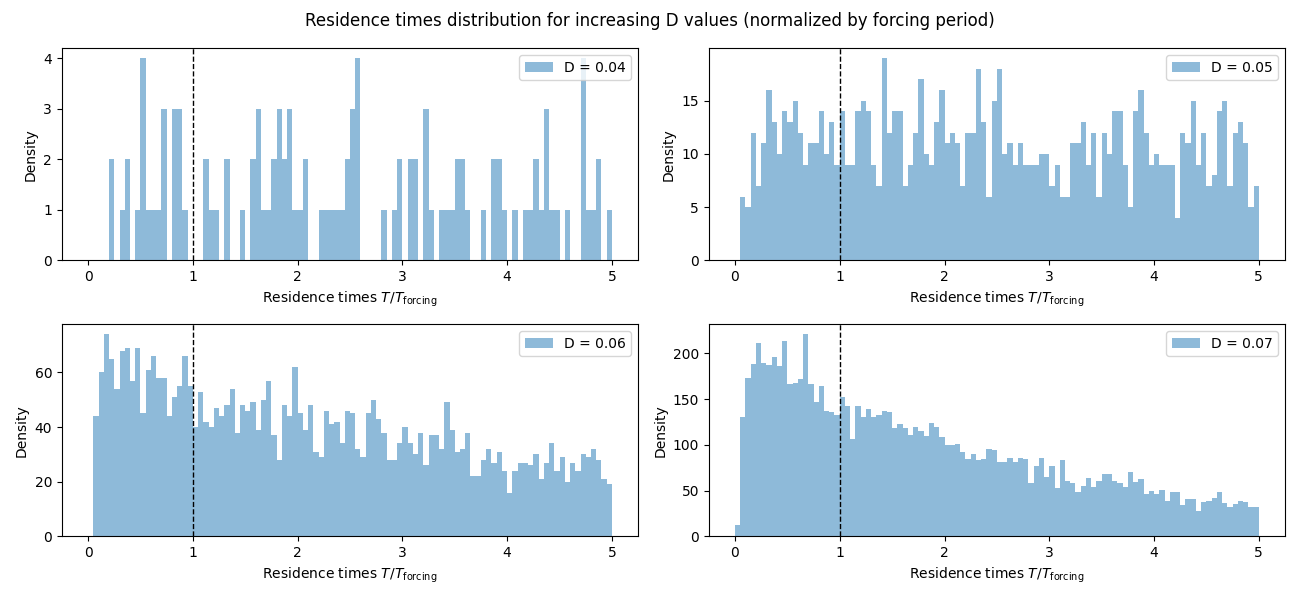 Residence times distribution for increasing D values (normalized by forcing period)
D = 0.04
Density
4
3
2
1
0
0 1 2 3 4 5
Residence times T/T_forcing
D = 0.05
Density
15
10
5
0
0 1 2 3 4 5
Residence times T/T_forcing
D = 0.06
Density
60
40
20
0
0 1 2 3 4 5
Residence times T/T_forcing
D = 0.07
Density
200
150
100
50
0
0 1 2 3 4 5
Residence times T/T_forcing